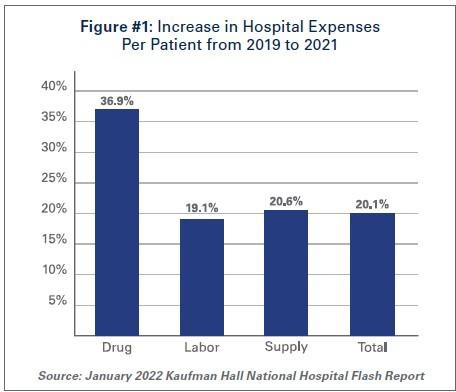 Figure #1: Increase in Hospital Expenses
Per Patient from 2019 to 2021
40%
35%
30%
25%
20%
15%
10%
5%
36.9%
19.1%
20.6%
20.1%
Drug
Labor
Supply
Total
Source: January 2022 Kaufman Hall National Hospital Flash Report